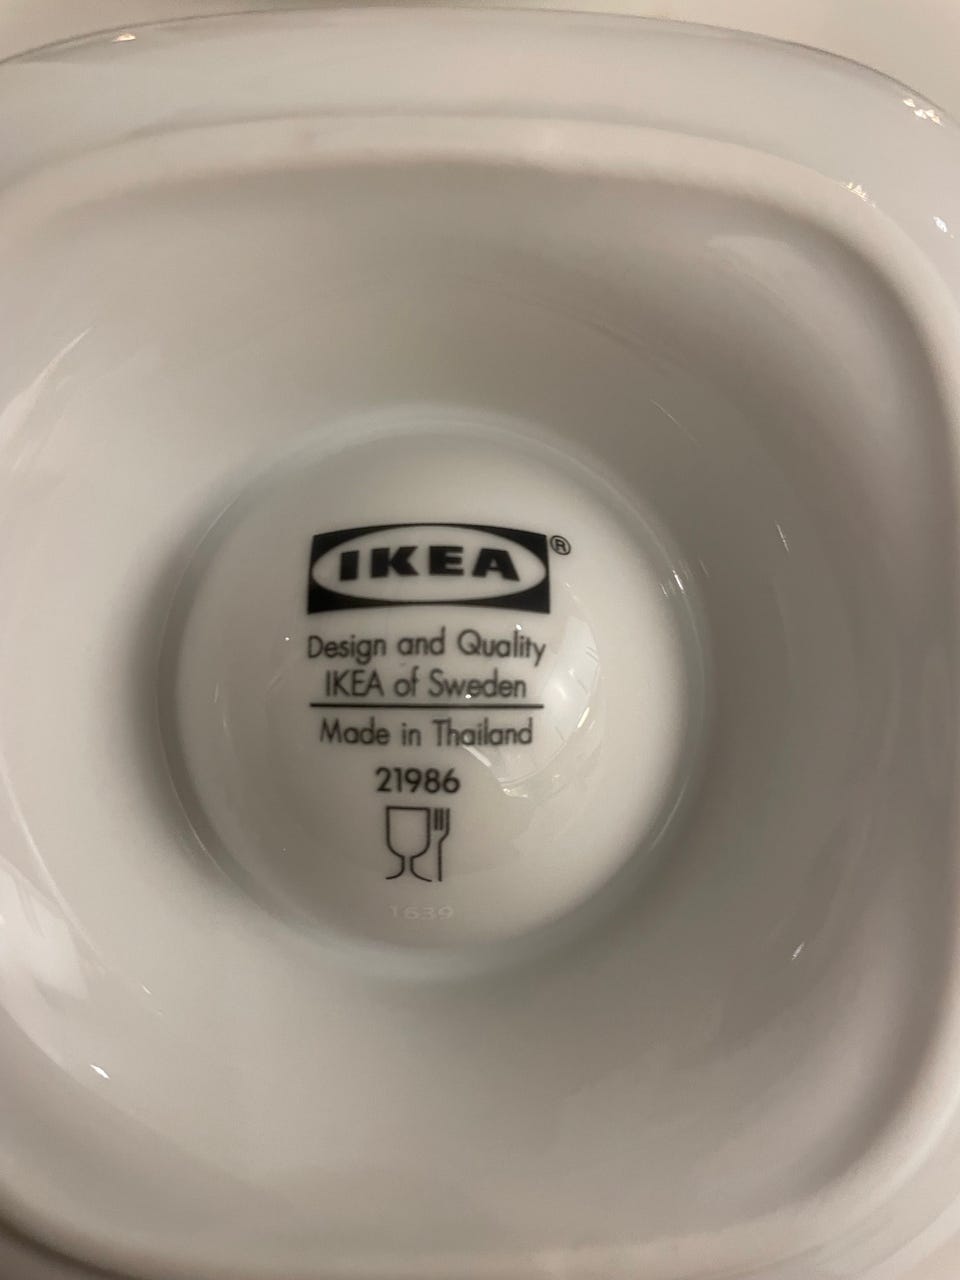 IKEA®
Design and Quality
IKEA of Sweden
Made in Thailand
21986
1639